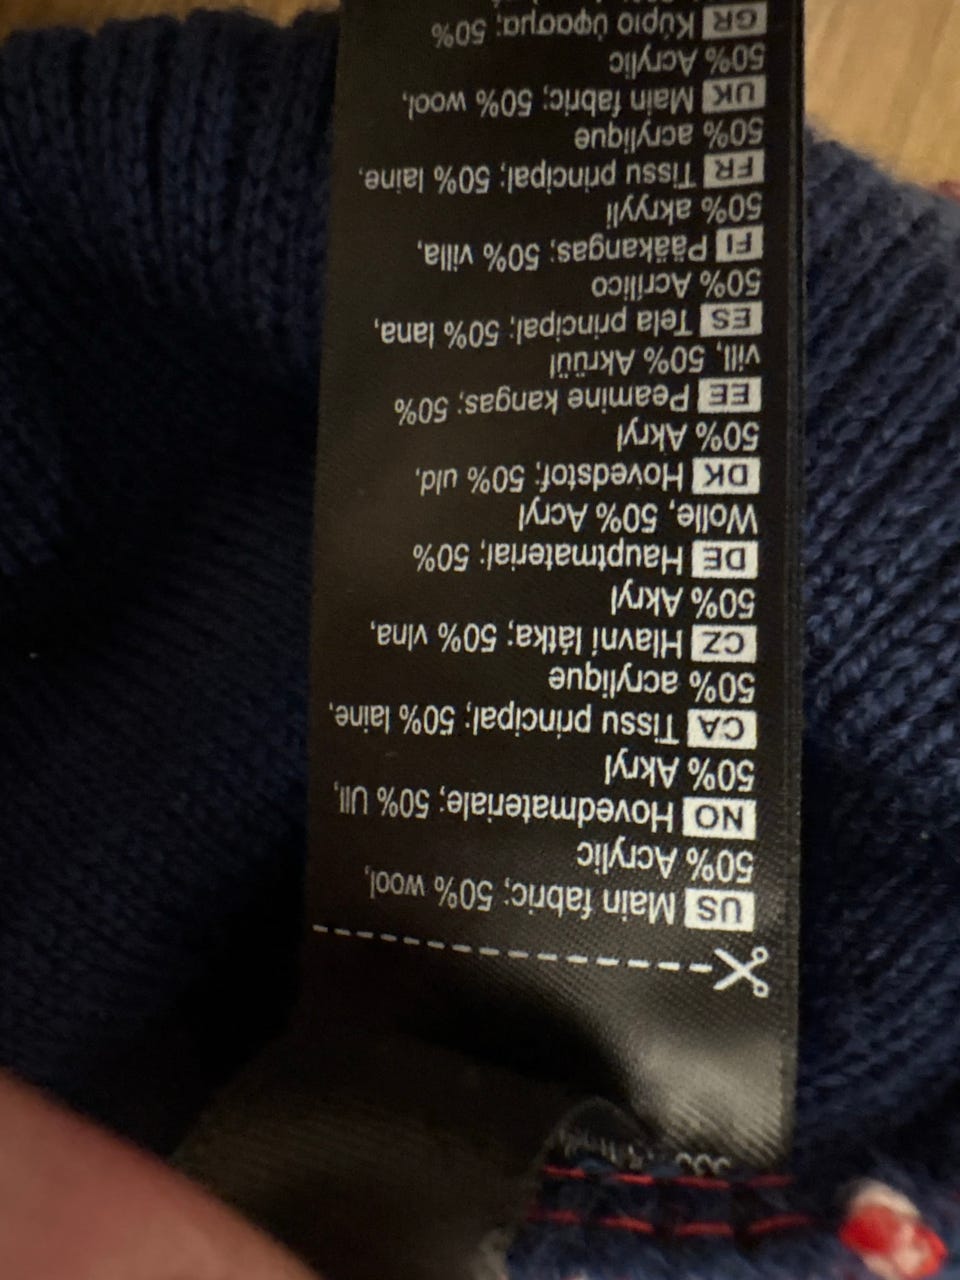 US Main fabric; 50% wool,
50% Acrylic
NO Hovedmateriale; 50% Ull,
50% Akryl
CA Tissu principal; 50% laine,
50% acrylique
CZ Hlavní látka; 50% vlna,
50% Akryl
DE Hauptmaterial; 50%
Wolle, 50% Acryl
DK Hovedstof; 50% uld,
50% Akryl
EE Peamine kangas; 50%
vill, 50% Akrüül
ES Tela principal; 50% lana,
50% Acrílico
FI Pääkangas; 50% villa,
50% akryyli
FR Tissu principal; 50% laine,
50% acrylique
UK Main fabric; 50% wool,
50% Acrylic
GR Κύριο ύφασμα; 50%